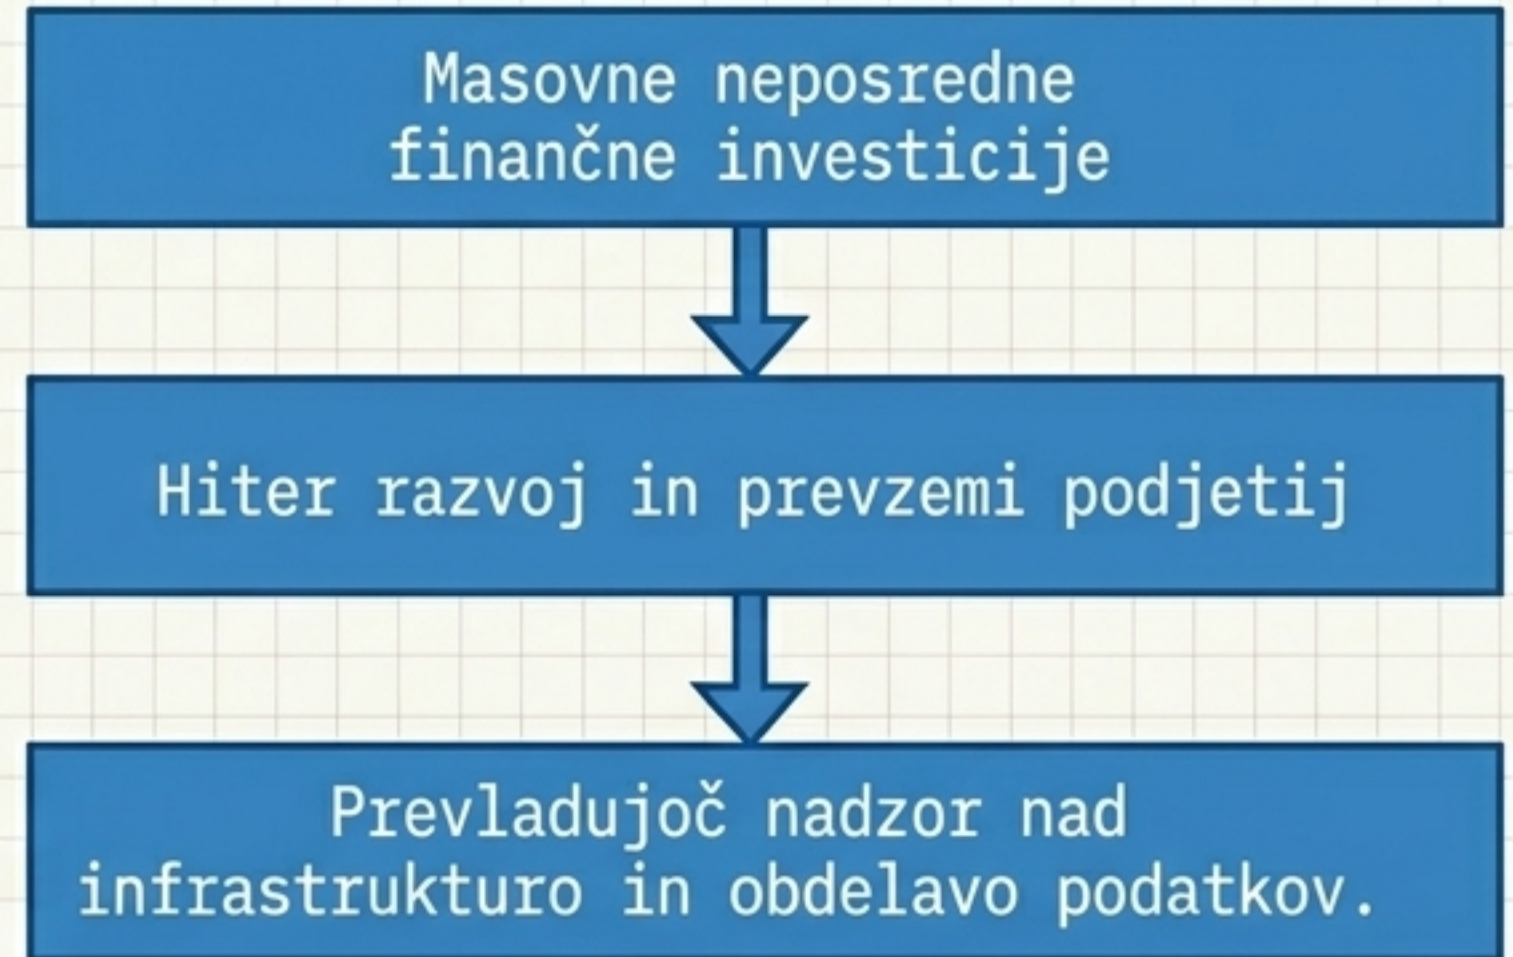 Masovne neposredne
finančne investicije
Hiter razvoj in prevzemi podjetij
Prevladujoč nadzor nad
infrastrukturo in obdelavo podatkov.